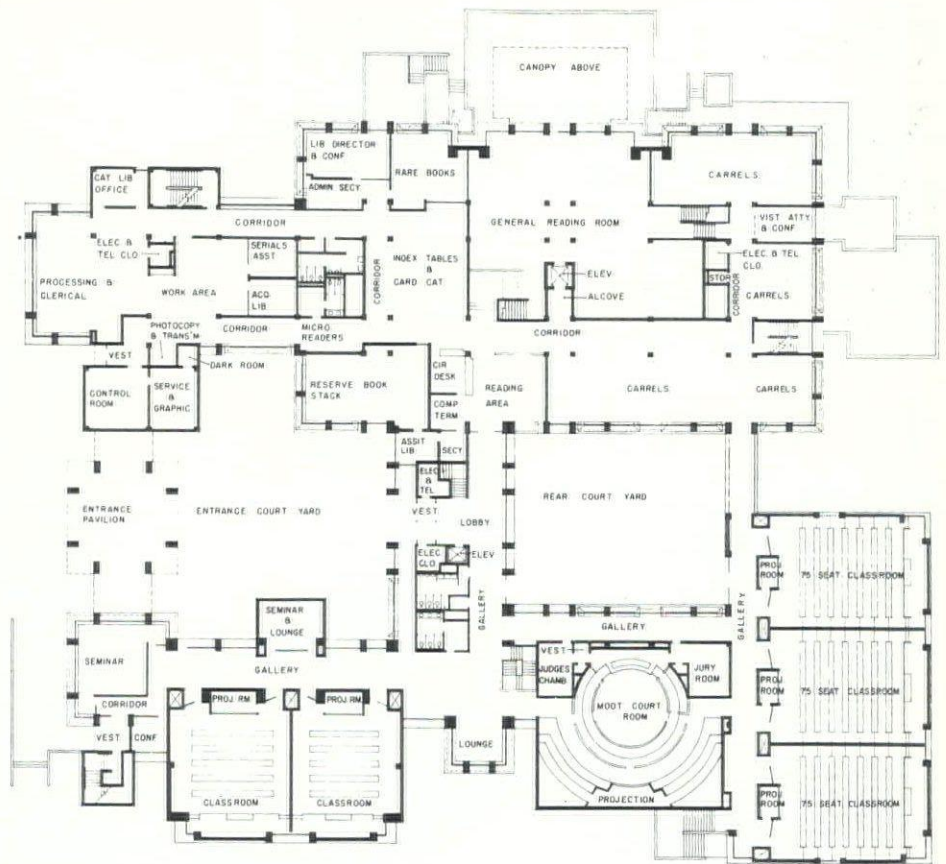 CANOPY ABOVE
LIB DIRECTOR
& CONF
ADMIN SECY
RARE BOOKS
CARRELS
CAT LIB
OFFICE
CORRIDOR
GENERAL READING ROOM
VIST ATTY
& CONF
ELEC &
TEL CLO
SERIALS
ASST
ELEC. & TEL
CLO.
PROCESSING &
CLERICAL
INDEX TABLES
&
CARD CAT.
CORRIDOR
ELEV
STOR
WORK AREA
ACQ
LIB
ALCOVE
CORRIDOR
CARRELS
PHOTOCOPY
& TRANS'M
CORRIDOR
MICRO
READERS
CORRIDOR
VEST
DARK ROOM
CONTROL
ROOM
SERVICE
&
GRAPHIC
RESERVE BOOK
STACK
CIR
DESK
COMP
TERM
READING
AREA
CARRELS
CARRELS
ASSIT
LIB
SECY
ELEC
& TEL
ENTRANCE
PAVILION
ENTRANCE COURT YARD
VEST
LOBBY
REAR COURT YARD
ELEC
CLO
ELEV
GALLERY
PROJ
ROOM
75 SEAT CLASSROOM
SEMINAR
&
LOUNGE
GALLERY
GALLERY
SEMINAR
GALLERY
VEST
JUDGES
CHAMB
JURY
ROOM
MOOT COURT
ROOM
PROJ
ROOM
75 SEAT CLASSROOM
CORRIDOR
PROJ RM
PROJ RM
VEST
CONF
LOUNGE
CLASSROOM
CLASSROOM
PROJECTION
PROJ
ROOM
75 SEAT CLASSROOM